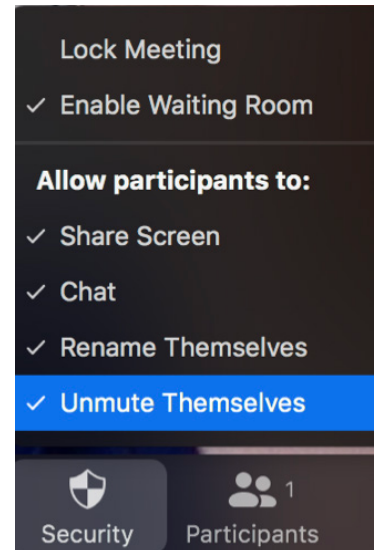 Lock Meeting
✓ Enable Waiting Room
Allow participants to:
✓ Share Screen
✓ Chat
✓ Rename Themselves
✓ Unmute Themselves
1
Security Participants